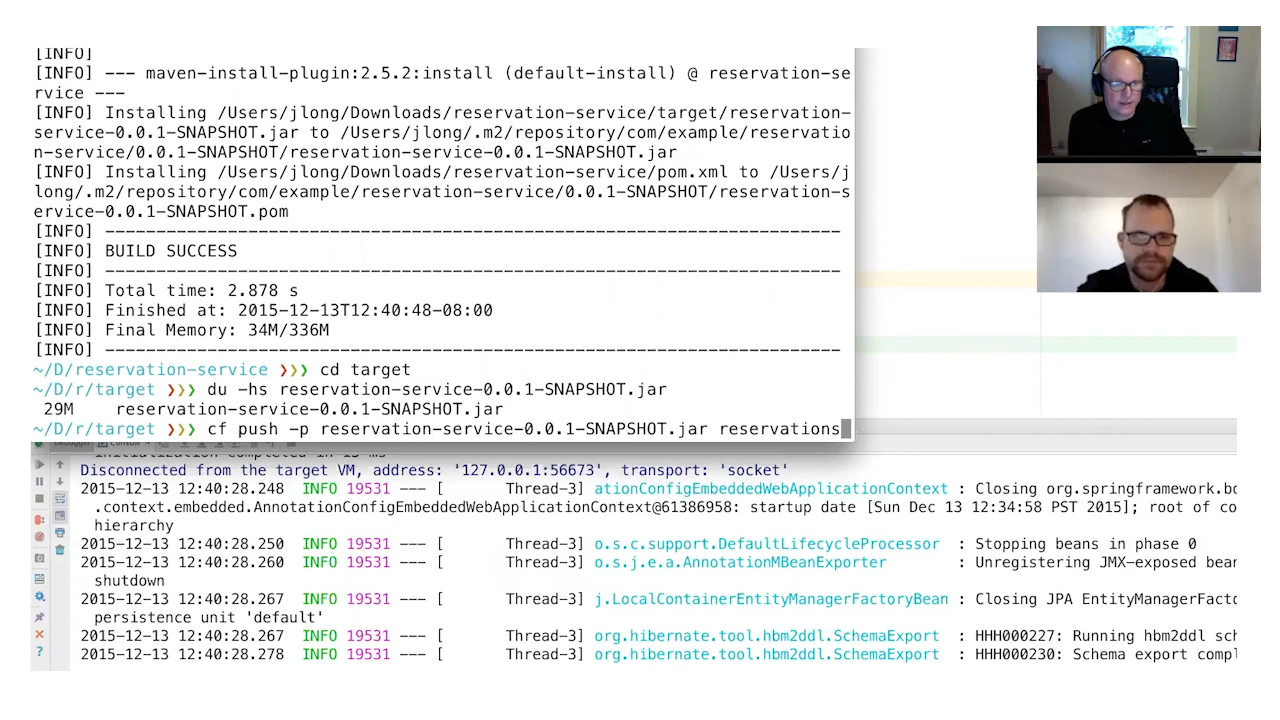 [INFO]
[INFO] --- maven-install-plugin:2.5.2:install (default-install) @ reservation-se
rvice ---
[INFO] Installing /Users/jlong/Downloads/reservation-service/target/reservation-
service-0.0.1-SNAPSHOT.jar to /Users/jlong/.m2/repository/com/example/reservatio
n-service/0.0.1-SNAPSHOT/reservation-service-0.0.1-SNAPSHOT.jar
[INFO] Installing /Users/jlong/Downloads/reservation-service/pom.xml to /Users/j
long/.m2/repository/com/example/reservation-service/0.0.1-SNAPSHOT/reservation-s
ervice-0.0.1-SNAPSHOT.pom
[INFO] ------------------------------------------------------------------------
[INFO] BUILD SUCCESS
[INFO] ------------------------------------------------------------------------
[INFO] Total time: 2.878 s
[INFO] Finished at: 2015-12-13T12:40:48-08:00
[INFO] Final Memory: 34M/336M
[INFO] ------------------------------------------------------------------------
~/D/reservation-service ❯❯❯ cd target
~/D/r/target ❯❯❯ du -hs reservation-service-0.0.1-SNAPSHOT.jar
29M reservation-service-0.0.1-SNAPSHOT.jar
~/D/r/target ❯❯❯ cf push -p reservation-service-0.0.1-SNAPSHOT.jar reservations
Disconnected from the target VM, address: '127.0.0.1:56673', transport: 'socket'
2015-12-13 12:40:28.248 INFO 19531 --- [ Thread-3] ationConfigEmbeddedWebApplicationContext : Closing org.springframework.bo
.context.embedded.AnnotationConfigEmbeddedWebApplicationContext@61386958: startup date [Sun Dec 13 12:34:58 PST 2015]; root of co
hierarchy
2015-12-13 12:40:28.250 INFO 19531 --- [ Thread-3] o.s.c.support.DefaultLifecycleProcessor : Stopping beans in phase 0
2015-12-13 12:40:28.260 INFO 19531 --- [ Thread-3] o.s.j.e.a.AnnotationMBeanExporter : Unregistering JMX-exposed bean
shutdown
2015-12-13 12:40:28.267 INFO 19531 --- [ Thread-3] j.LocalContainerEntityManagerFactoryBean : Closing JPA EntityManagerFacto
persistence unit 'default'
2015-12-13 12:40:28.267 INFO 19531 --- [ Thread-3] org.hibernate.tool.hbm2ddl.SchemaExport : HHH000227: Running hbm2ddl sch
2015-12-13 12:40:28.278 INFO 19531 --- [ Thread-3] org.hibernate.tool.hbm2ddl.SchemaExport : HHH000230: Schema export compl